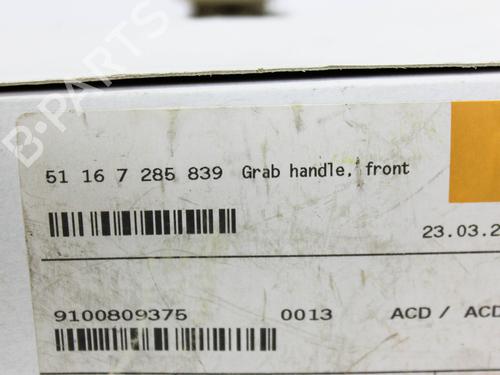 B-PARTS
51 16 7 285 839 Grab handle, front
23.03.2
9100809375 0013 ACD / ACD